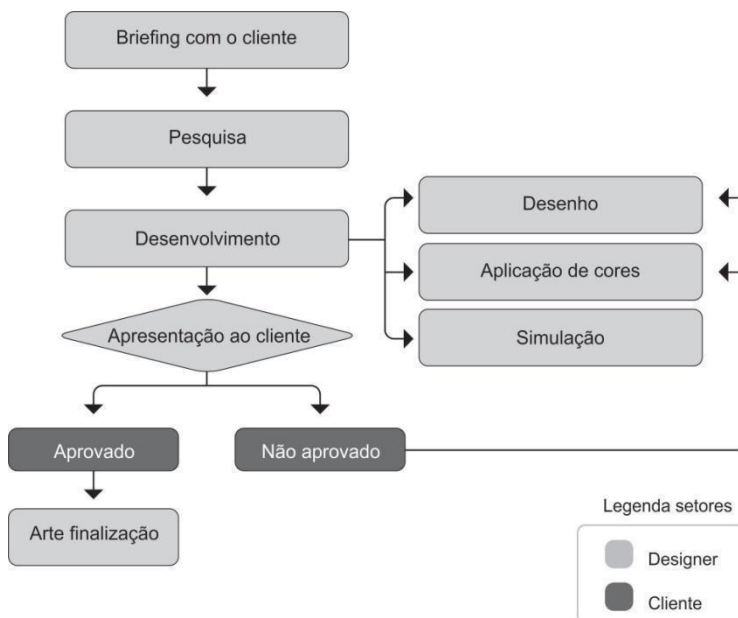 Briefing com o cliente
Pesquisa
Desenvolvimento
Desenho
Aplicação de cores
Simulação
Apresentação ao cliente
Aprovado
Não aprovado
Arte finalização
Legenda setores
Designer
Cliente